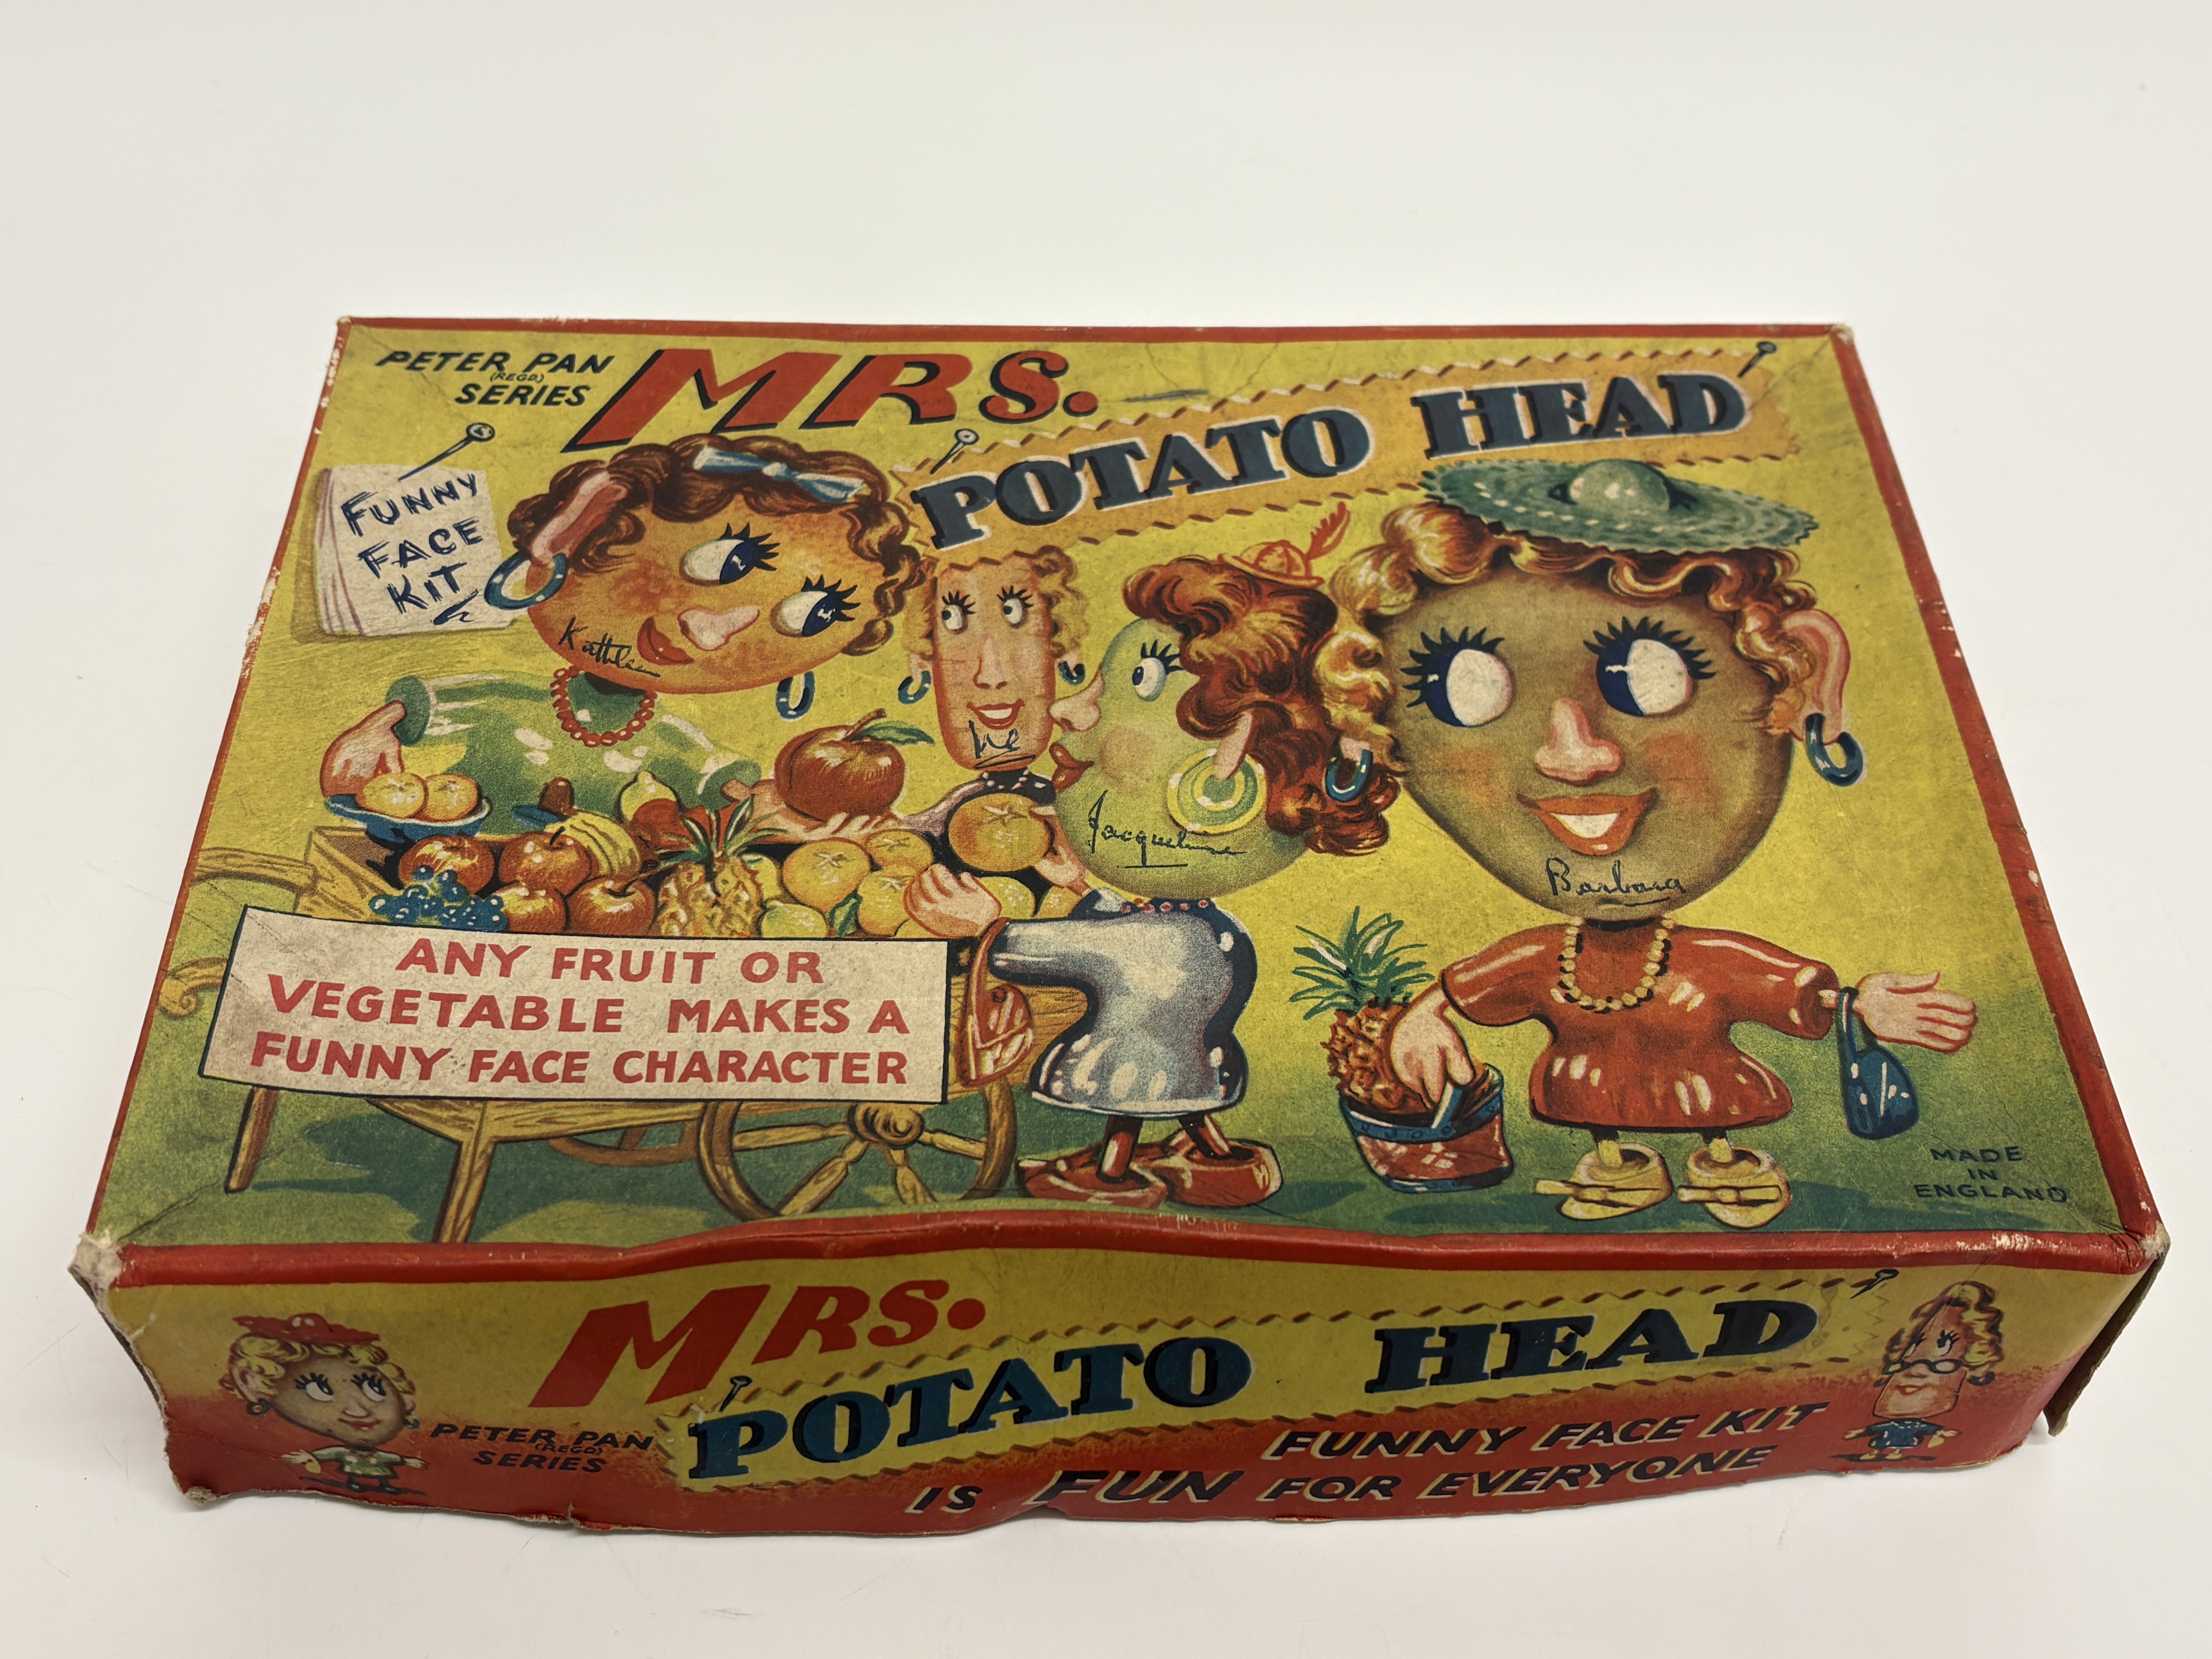 PETER PAN
(REGD.)
SERIES
MRS.
POTATO HEAD
FUNNY
FACE
KIT
Kathleen
me
Jacqueline
Barbara
ANY FRUIT OR
VEGETABLE MAKES A
FUNNY FACE CHARACTER
MADE
IN
ENGLAND
MRS.
POTATO HEAD
PETER PAN
(REGD)
SERIES
FUNNY FACE KIT
IS FUN FOR EVERYONE